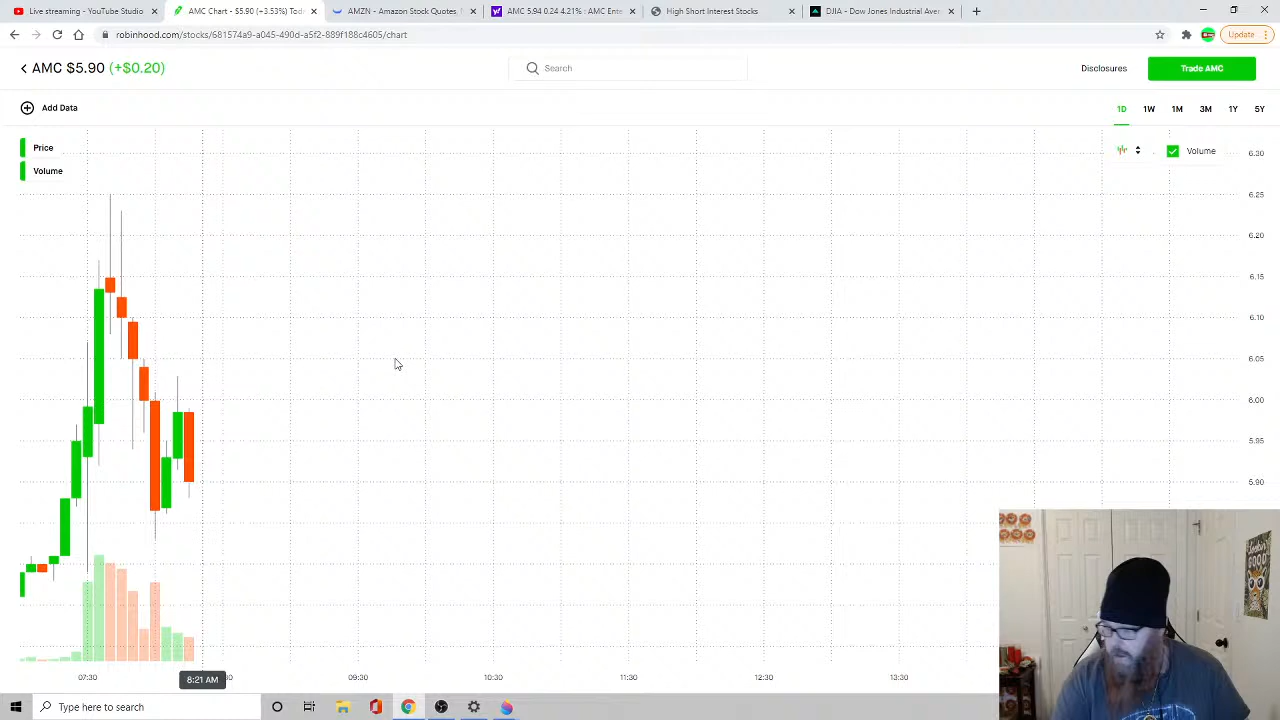 Live streaming - YouTube Studio
AMC Chart - $5.90 (+3.53%) Toda
AMZN - Amazon Stock Quotes,
AMC 5.94 0.24 4.21% : AMC Ente
High Short Interest Stocks
DJIA - Dow Jones Industrial Aver
robinhood.com/stocks/681574a9-a045-490d-a5f2-889f188c4605/chart
Update
AMC $5.90 (+$0.20)
Search
Disclosures
Trade AMC
Add Data
1D 1W 1M 3M 1Y 5Y
Price
Volume
Volume
6.30
6.25
6.20
6.15
6.10
6.05
6.00
5.95
5.90
07:30
8:21 AM
09:30
10:30
11:30
12:30
13:30
Type here to search